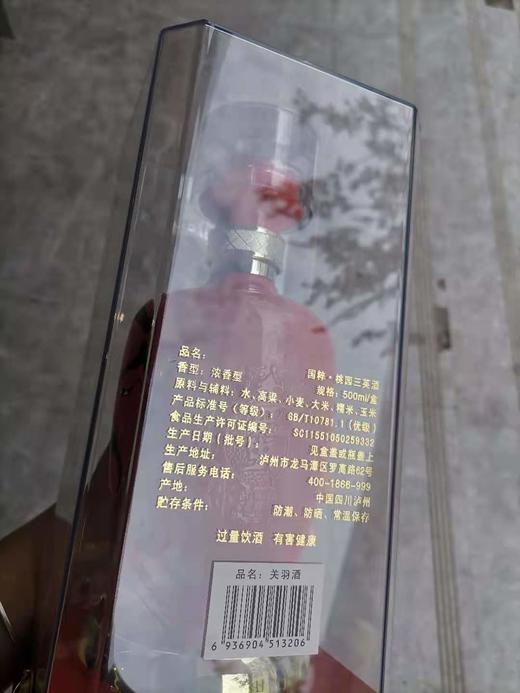 品名： 国粹·桃园三英酒
香型：浓香型 规格：500ml/盒
原料与辅料：水、高粱、小麦、大米、糯米、玉米
产品标准号（等级）： GB/T10781.1（优级）
食品生产许可证编号： SC11551050259332
生产日期（批号）： 见盒盖或瓶盖上
生产地址： 泸州市龙马潭区罗高路62号
售后服务电话： 400-1866-999
产地： 中国四川泸州
贮存条件： 防潮、防晒、常温保存
过量饮酒 有害健康
品名：关羽酒
6 936904 513206